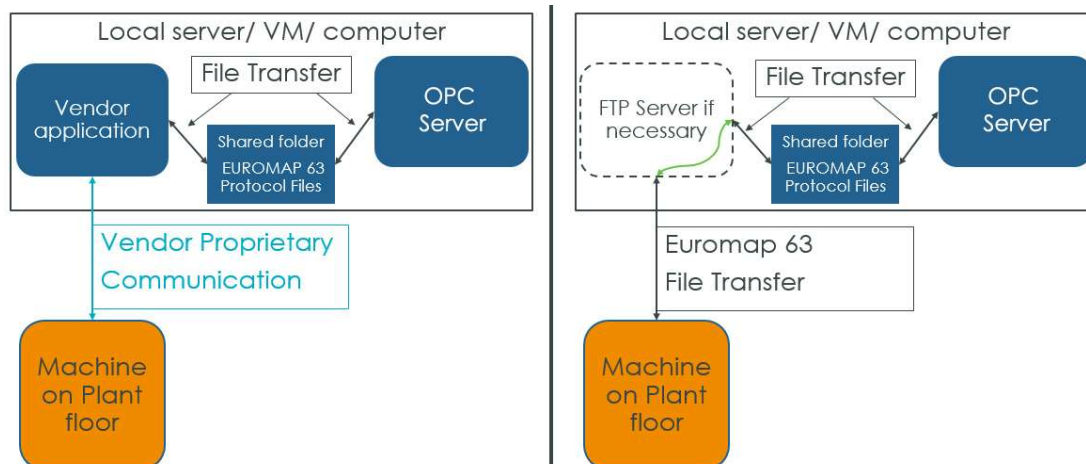 Local server/ VM/ computer
File Transfer
Vendor
application
OPC
Server
Shared folder
EUROMAP 63
Protocol Files
Vendor Proprietary
Communication
Machine
on Plant
floor
Local server/ VM/ computer
File Transfer
FTP Server if
necessary
OPC
Server
Shared folder
EUROMAP 63
Protocol Files
Euromap 63
File Transfer
Machine
on Plant
floor